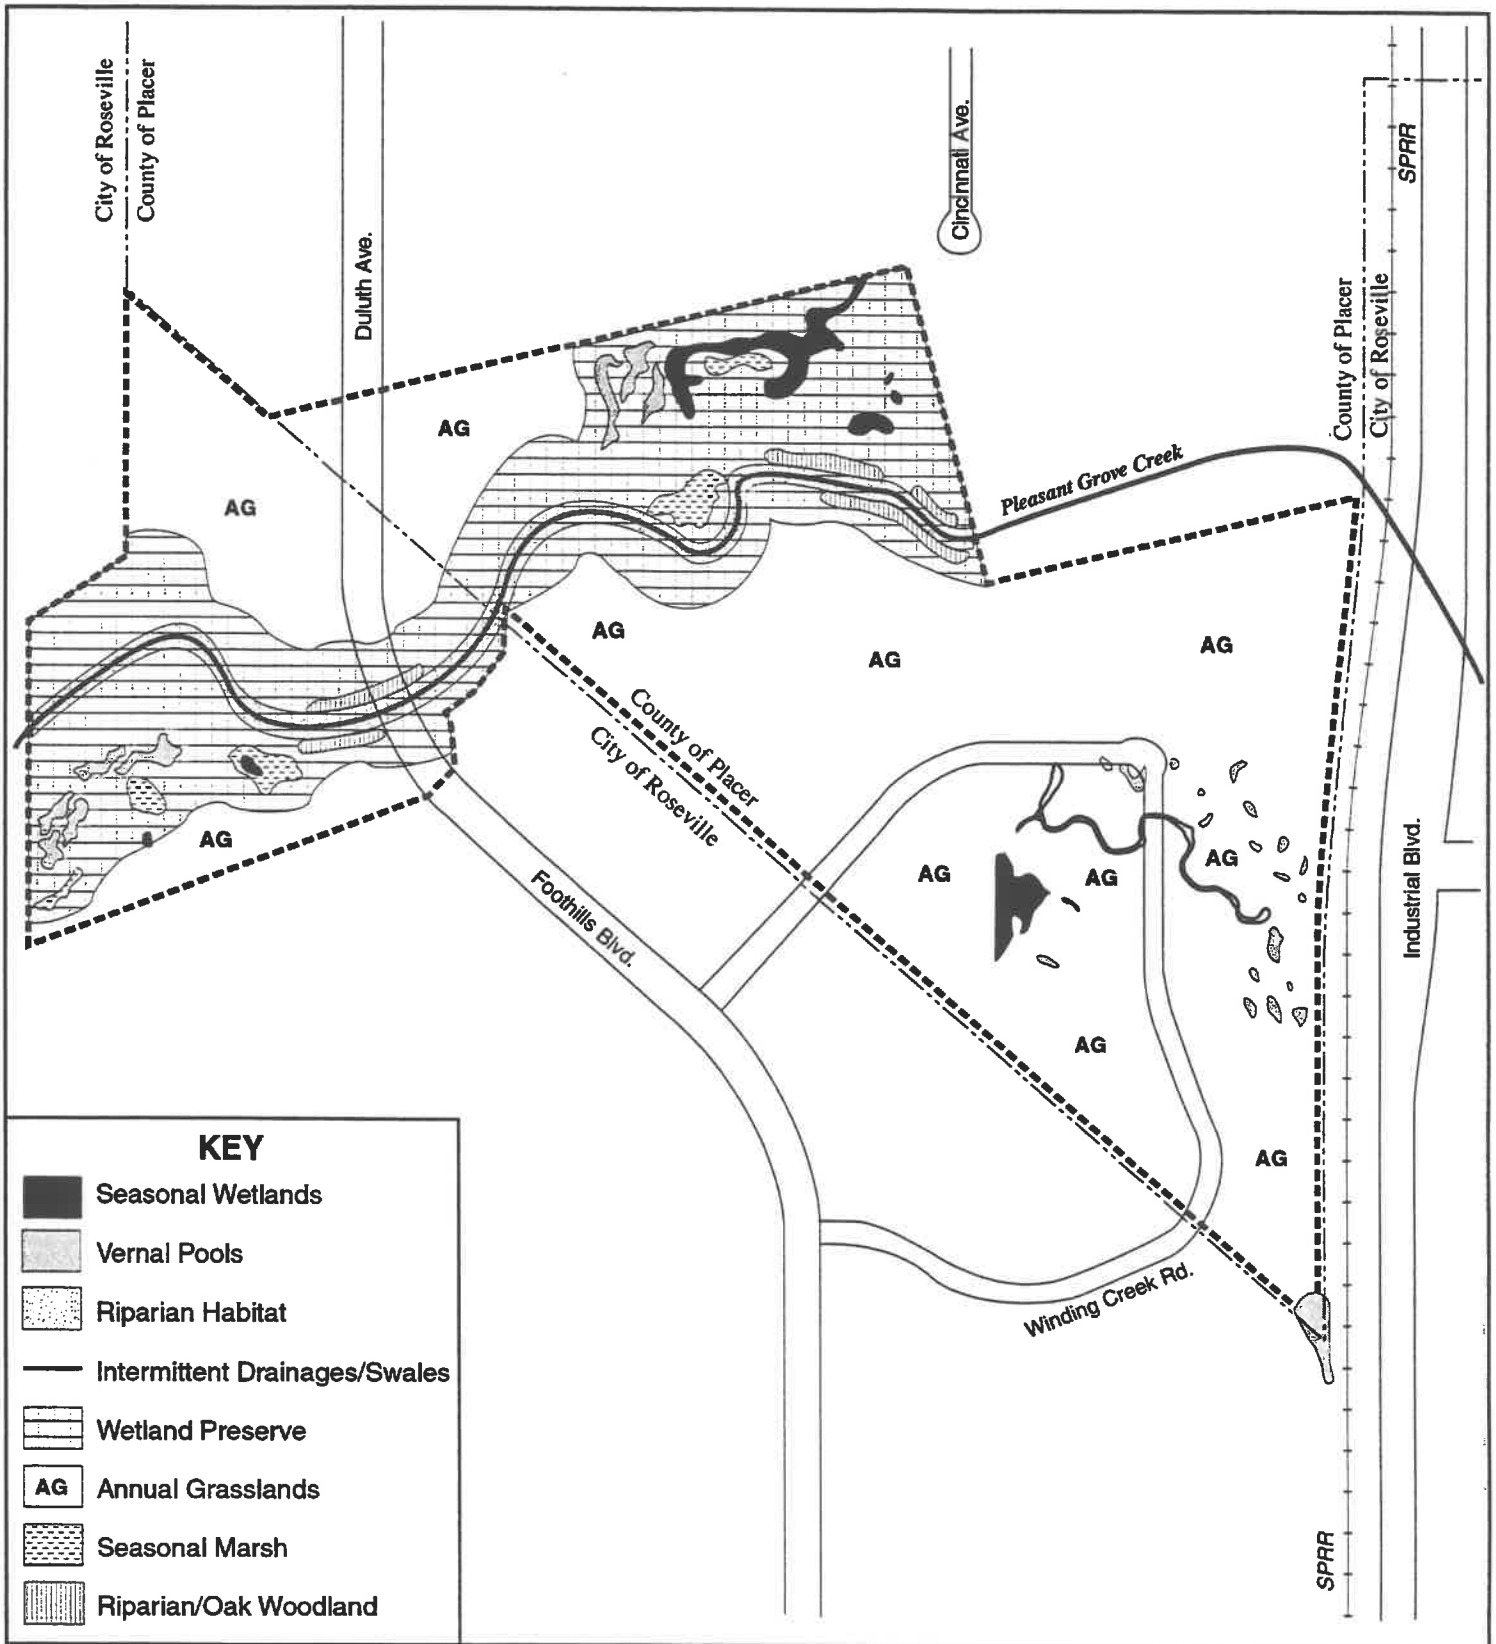 City of Roseville
County of Placer
Duluth Ave.
Cincinnati Ave.
SPRR
County of Placer
City of Roseville
AG
AG
Pleasant Grove Creek
AG
AG
AG
County of Placer
City of Roseville
AG
AG
AG
AG
Foothills Blvd.
Industrial Blvd.
AG
AG
Winding Creek Rd.
SPRR
KEY
Seasonal Wetlands
Vernal Pools
Riparian Habitat
Intermittent Drainages/Swales
Wetland Preserve
AG Annual Grasslands
Seasonal Marsh
Riparian/Oak Woodland